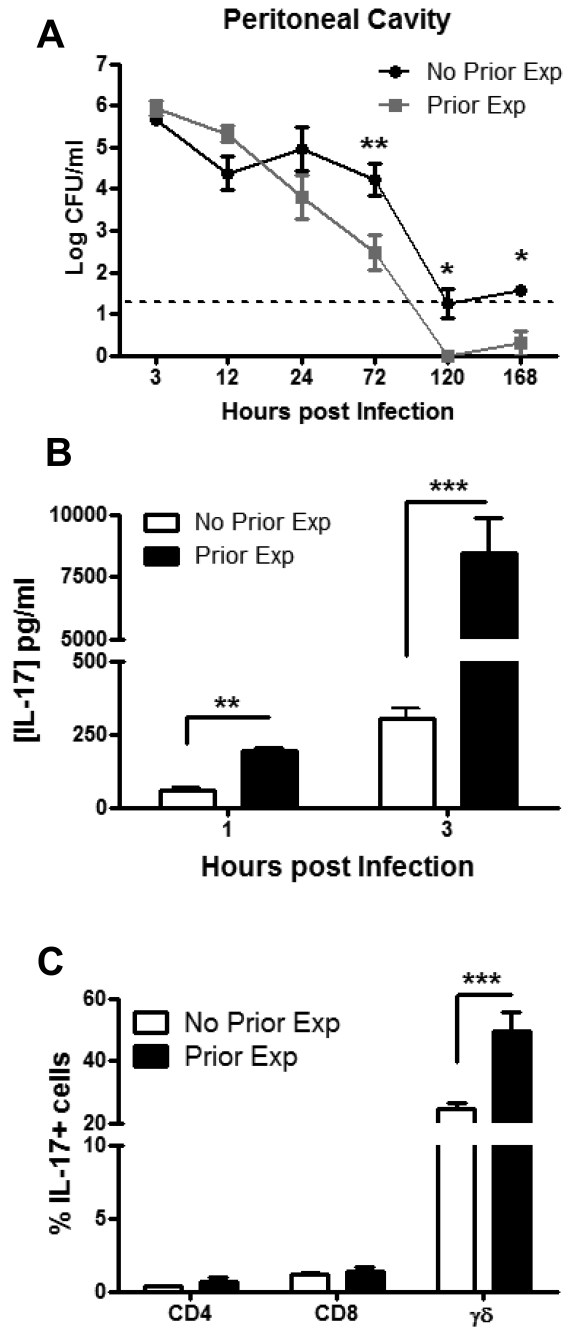 A
Peritoneal Cavity
No Prior Exp
Prior Exp
Log CFU/ml
7
6
5
4
3
2
1
0
**
*
*
3 12 24 72 120 168
Hours post Infection
B
No Prior Exp
Prior Exp
[IL-17] pg/ml
10000
7500
5000
500
250
0
**
***
1 3
Hours post Infection
C
No Prior Exp
Prior Exp
% IL-17+ cells
60
40
20
10
5
0
***
CD4 CD8 γδ